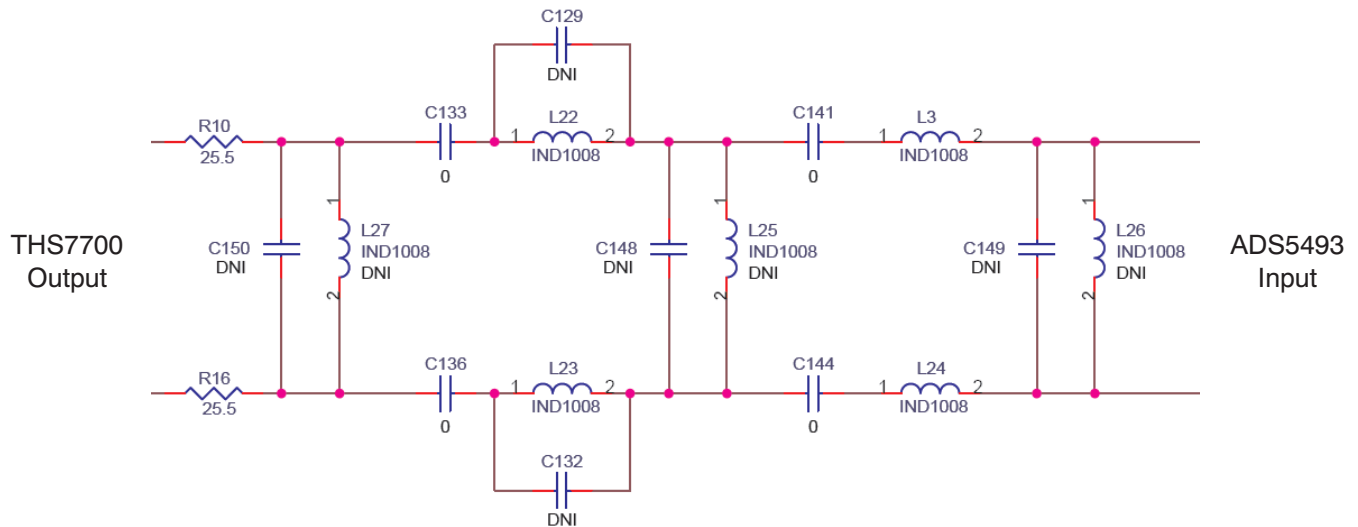 C129
DNI
R10
25.5
C133
0
1
L22
2
IND1008
C141
0
1
L3
2
IND1008
THS7700
Output
C150
DNI
1
L27
IND1008
DNI
2
C148
DNI
1
L25
IND1008
DNI
2
C149
DNI
1
L26
IND1008
DNI
2
ADS5493
Input
R16
25.5
C136
0
1
L23
2
IND1008
C144
0
1
L24
2
IND1008
C132
DNI